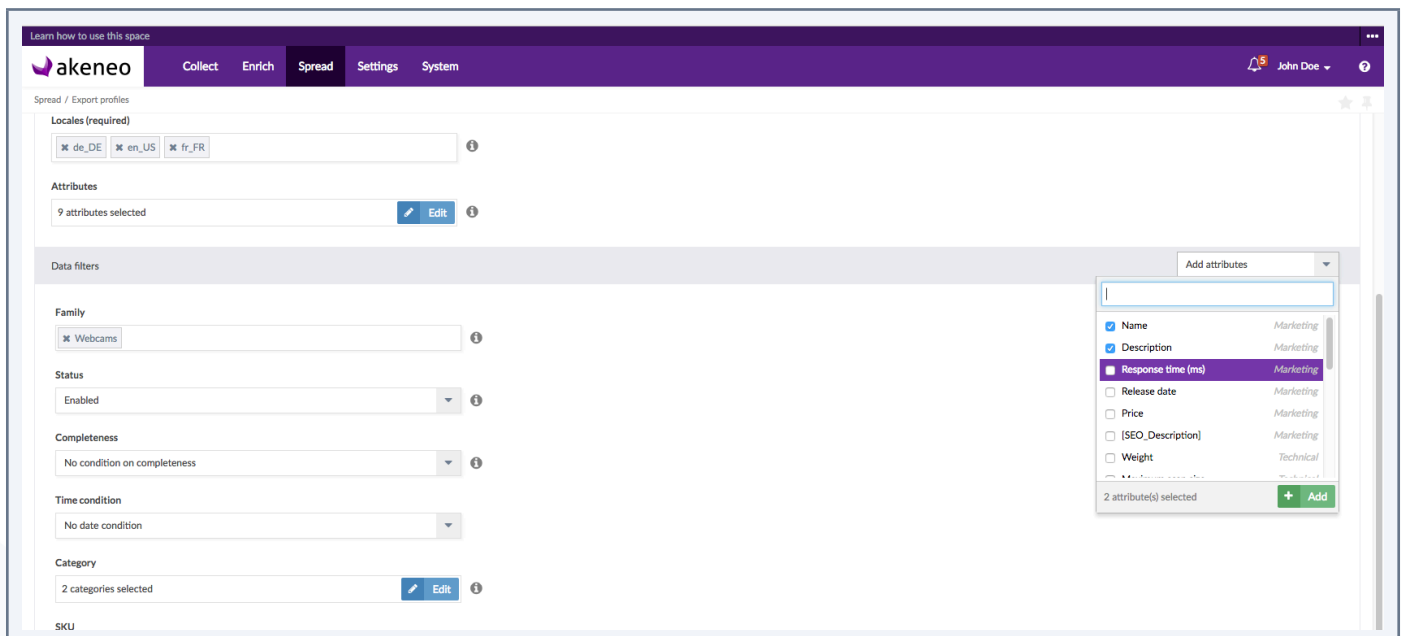 Learn how to use this space
akeneo
Collect Enrich Spread Settings System
5 John Doe
Spread / Export profiles
Locales (required)
de_DE en_US fr_FR
Attributes
9 attributes selected Edit
Data filters Add attributes
Family
Webcams
Status
Enabled
Completeness
No condition on completeness
Time condition
No date condition
Category
2 categories selected Edit
SKU
Name Marketing
Description Marketing
Response time (ms) Marketing
Release date Marketing
Price Marketing
[SEO_Description] Marketing
Weight Technical
2 attribute(s) selected + Add